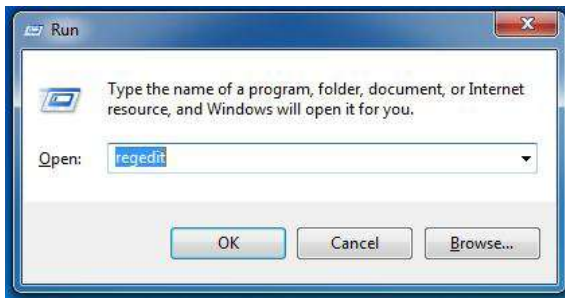 Run
Type the name of a program, folder, document, or Internet
resource, and Windows will open it for you.
Open: regedit
OK Cancel Browse...